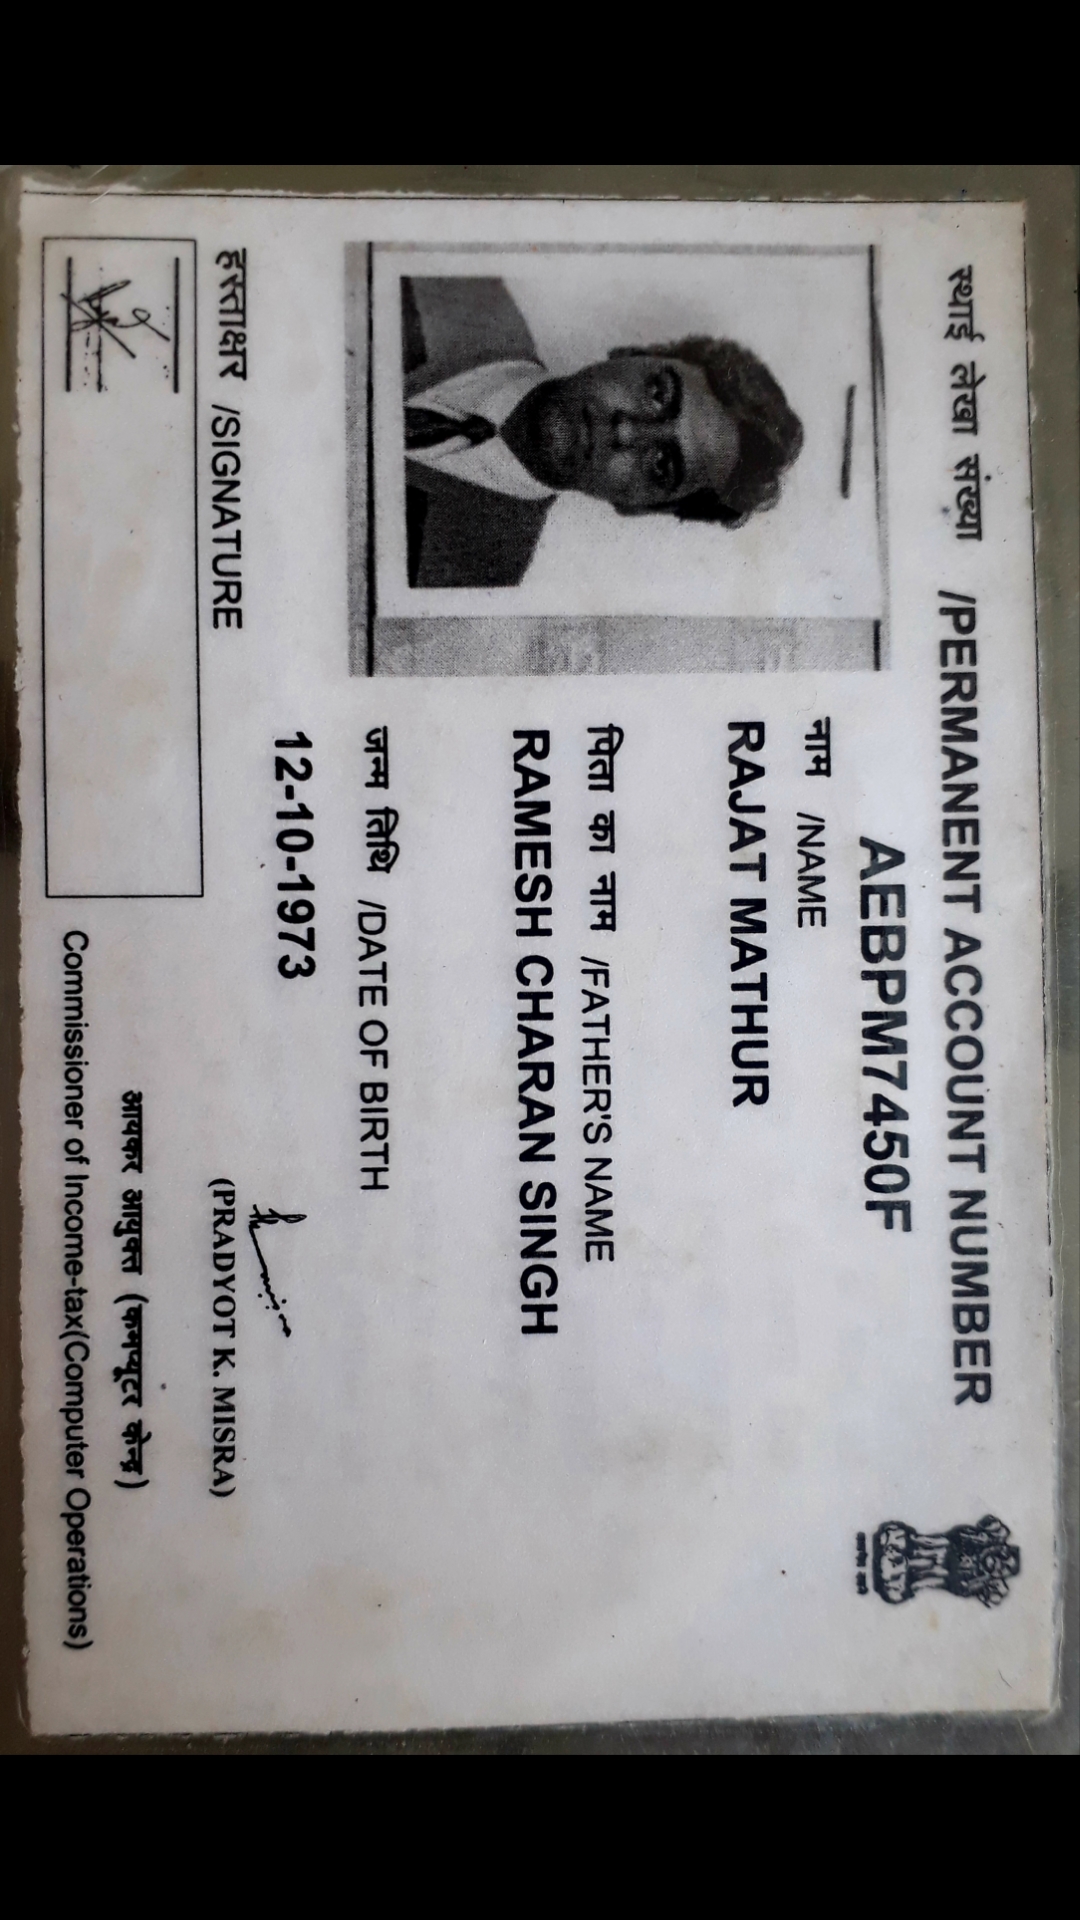 स्थाई लेखा संख्या /PERMANENT ACCOUNT NUMBER
AEBPM7450F
नाम /NAME
RAJAT MATHUR
पिता का नाम /FATHER'S NAME
RAMESH CHARAN SINGH
जन्म तिथि /DATE OF BIRTH
12-10-1973
हस्ताक्षर /SIGNATURE
(PRADYOT K. MISRA)
आयकर आयुक्त (कम्प्यूटर केन्द्र)
Commissioner of Income-tax(Computer Operations)